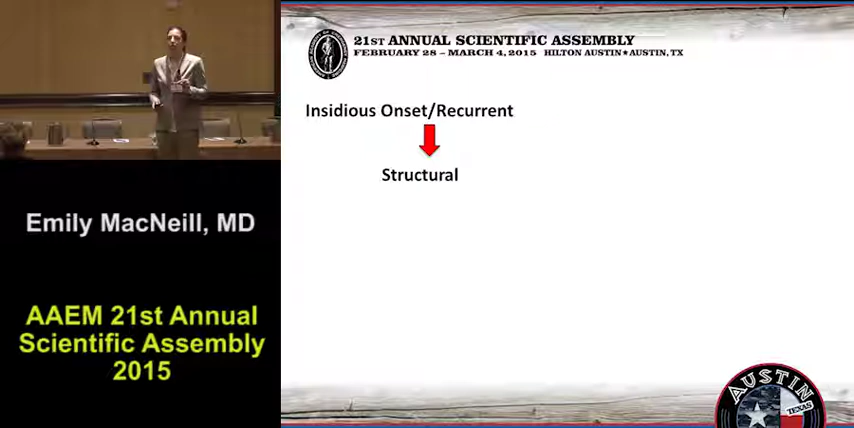 21ST ANNUAL SCIENTIFIC ASSEMBLY
FEBRUARY 28 – MARCH 4, 2015 HILTON AUSTIN★AUSTIN, TX
Insidious Onset/Recurrent
Structural
Emily MacNeill, MD
AAEM 21st Annual
Scientific Assembly
2015
AUSTIN
TEXAS